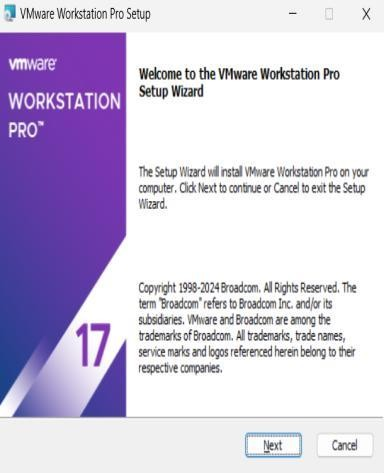 VMware Workstation Pro Setup
vmware
WORKSTATION
PRO™
Welcome to the VMware Workstation Pro
Setup Wizard
The Setup Wizard will install VMware Workstation Pro on your
computer. Click Next to continue or Cancel to exit the Setup
Wizard.
Copyright 1998-2024 Broadcom. All Rights Reserved. The
term "Broadcom" refers to Broadcom Inc. and/or its
subsidiaries. VMware and Broadcom are among the
trademarks of Broadcom. All trademarks, trade names,
service marks and logos referenced herein belong to their
respective companies.
17
Next
Cancel